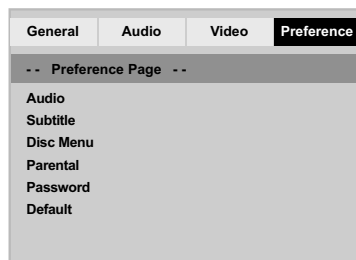 General Audio Video Preference
- - Preference Page - -
Audio
Subtitle
Disc Menu
Parental
Password
Default